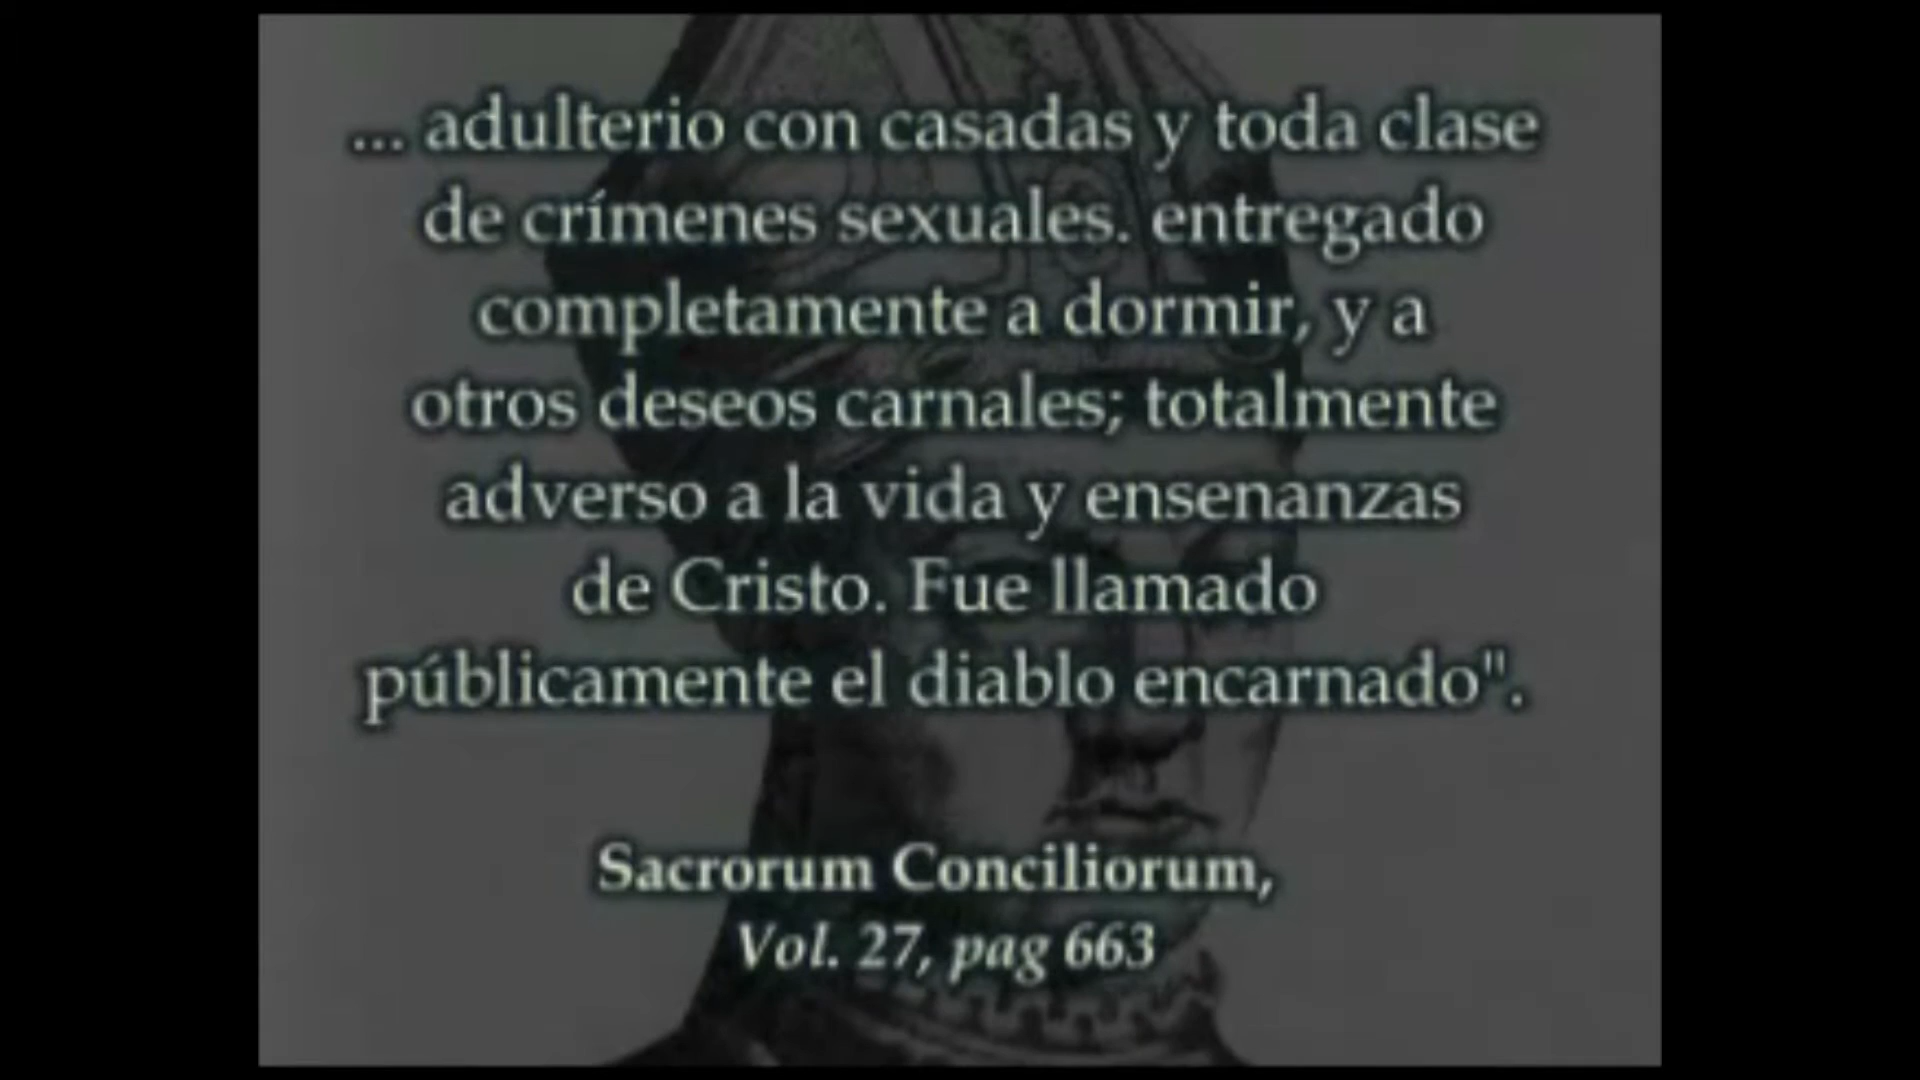 ... adulterio con casadas y toda clase
de crímenes sexuales. entregado
completamente a dormir, y a
otros deseos carnales; totalmente
adverso a la vida y ensenanzas
de Cristo. Fue llamado
públicamente el diablo encarnado".
Sacrorum Conciliorum,
Vol. 27, pag 663